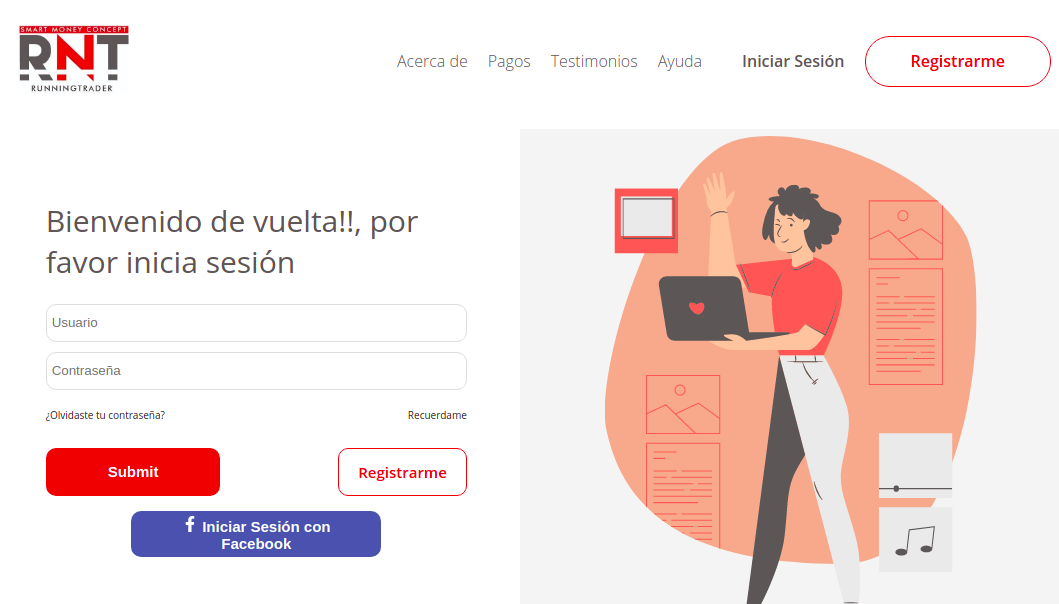 SMART MONEY CONCEPT
RNT
RUNNINGTRADER
Acerca de
Pagos
Testimonios
Ayuda
Iniciar Sesión
Registrarme
Bienvenido de vuelta!!, por
favor inicia sesión
Usuario
Contraseña
¿Olvidaste tu contraseña?
Recuerdame
Submit
Registrarme
Iniciar Sesión con
Facebook